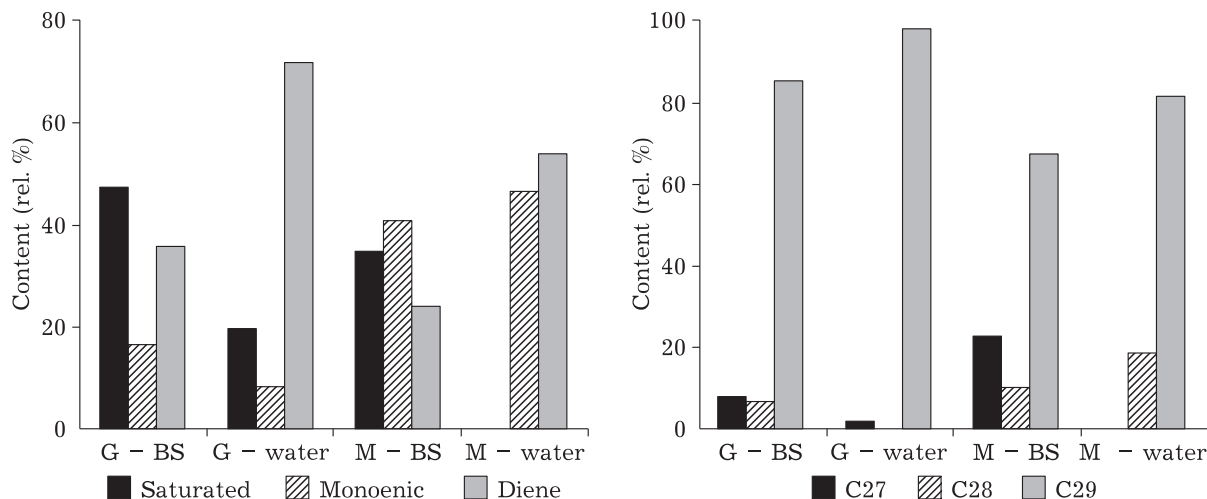 Content (rel. %)
80
60
40
20
0
G – BS
G – water
M – BS
M – water
Saturated
Monoenic
Diene
Content (rel. %)
100
80
60
40
20
0
G – BS
G – water
M – BS
M – water
C27
C28
C29